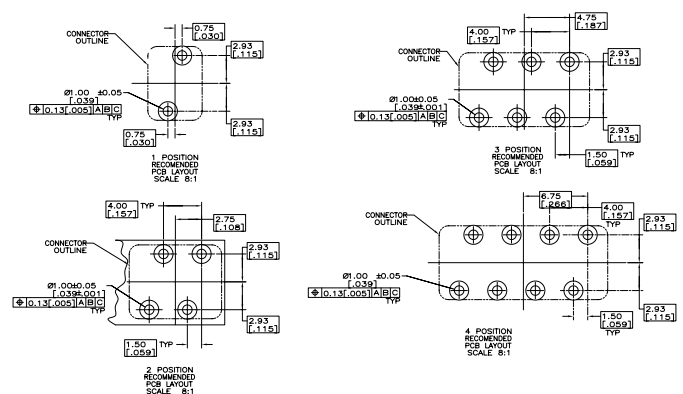 0.75
[.030]
CONNECTOR
OUTLINE
2.93
[.115]
Ø1.00 ±0.05
[.039]
⌖ 0.13[.005] A B C
TYP
2.93
[.115]
0.75
[.030]
1 POSITION
RECOMENDED
PCB LAYOUT
SCALE 8:1
4.75
[.187]
4.00
[.157]
TYP
CONNECTOR
OUTLINE
2.93
[.115]
Ø1.00±0.05
[.039±.001]
⌖ 0.13[.005] A B C
TYP
2.93
[.115]
1.50
[.059]
TYP
3 POSITION
RECOMMENDED
PCB LAYOUT
SCALE 8:1
4.00
[.157]
TYP
2.75
[.108]
CONNECTOR
OUTLINE
2.93
[.115]
Ø1.00±0.05
[.039±.001]
⌖ 0.13[.005] A B C
TYP
2.93
[.115]
1.50
[.059]
TYP
2 POSITION
RECOMMENDED
PCB LAYOUT
SCALE 8:1
6.75
[.266]
4.00
[.157]
TYP
CONNECTOR
OUTLINE
2.93
[.115]
Ø1.00 ±0.05
[.039]
⌖ 0.13[.005] A B C
TYP
2.93
[.115]
1.50
[.059]
TYP
4 POSITION
RECOMENDED
PCB LAYOUT
SCALE 8:1